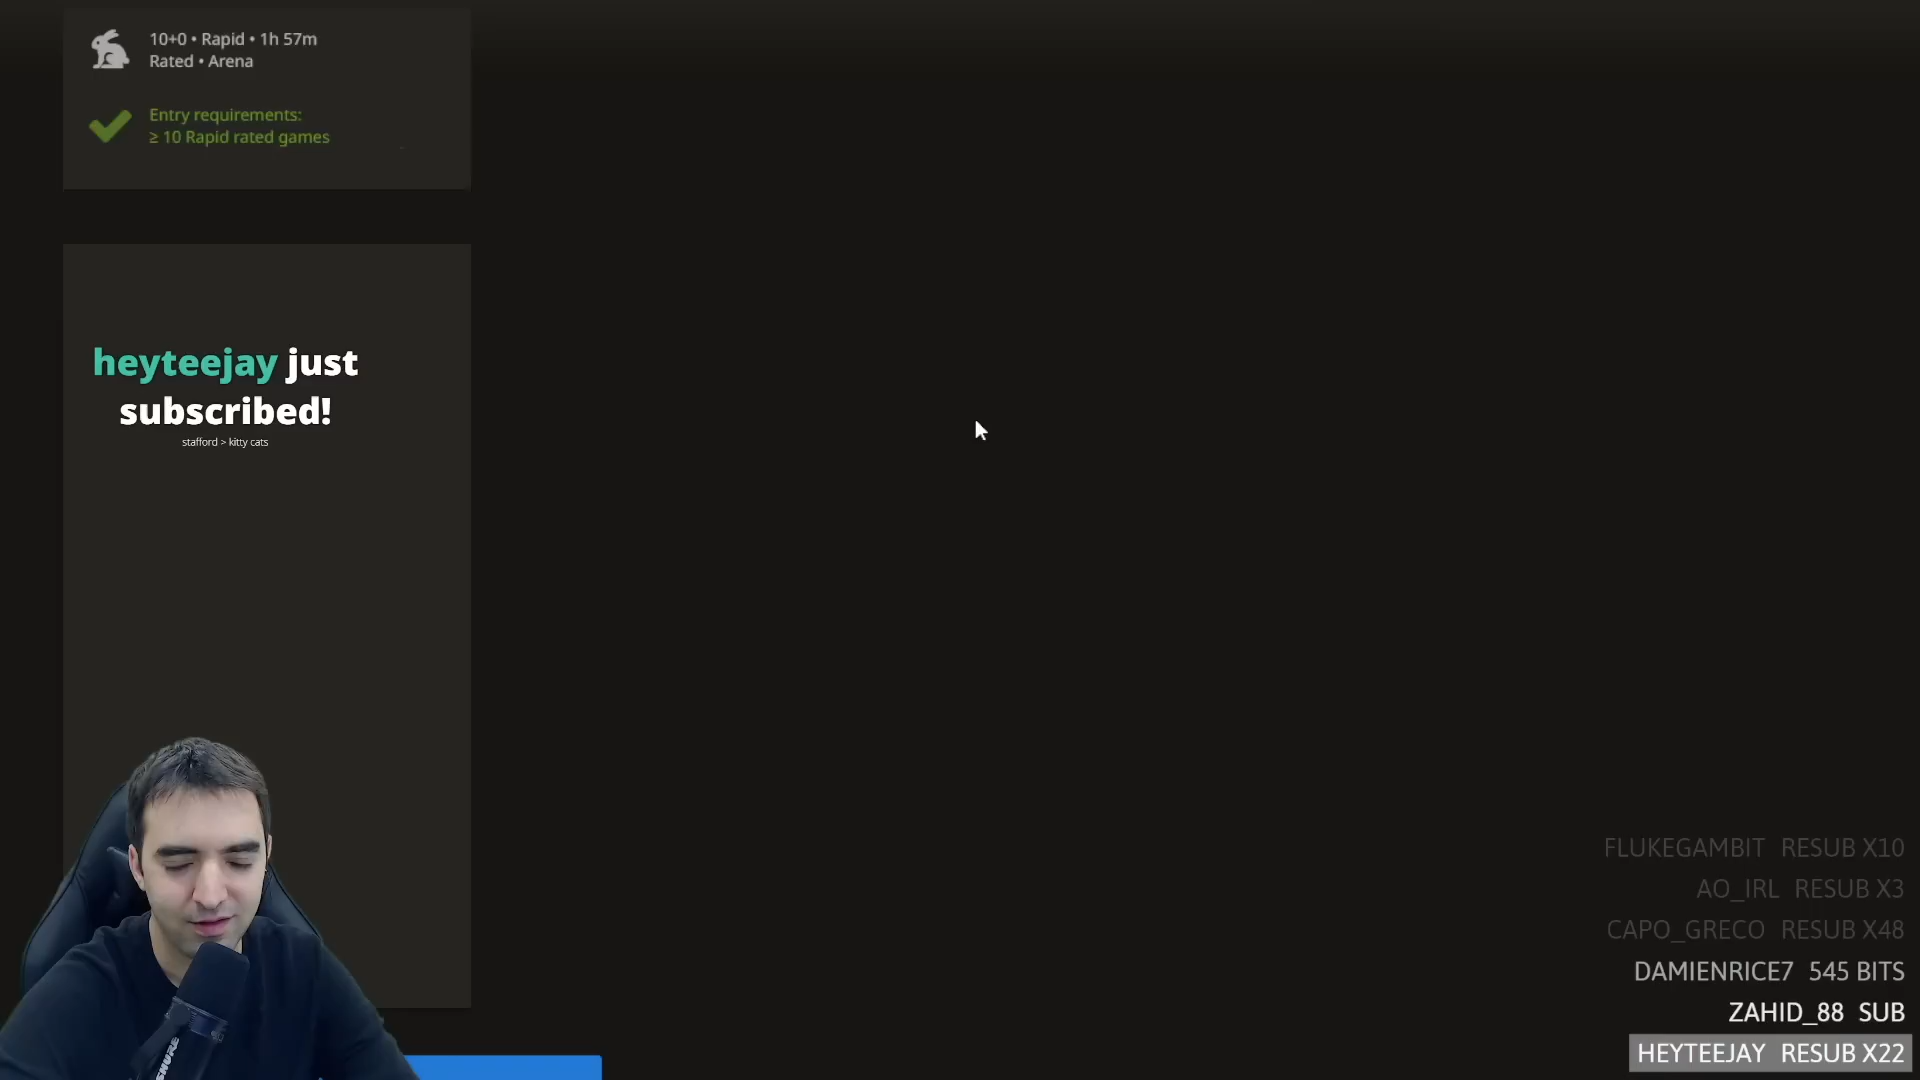 10+0 • Rapid • 1h 57m
Rated • Arena
Entry requirements:
≥ 10 Rapid rated games
heyteejay just
subscribed!
stafford > kitty cats
SHURE
FLUKEGAMBIT RESUB X10
AO_IRL RESUB X3
CAPO_GRECO RESUB X48
DAMIENRICE7 545 BITS
ZAHID_88 SUB
HEYTEEJAY RESUB X22